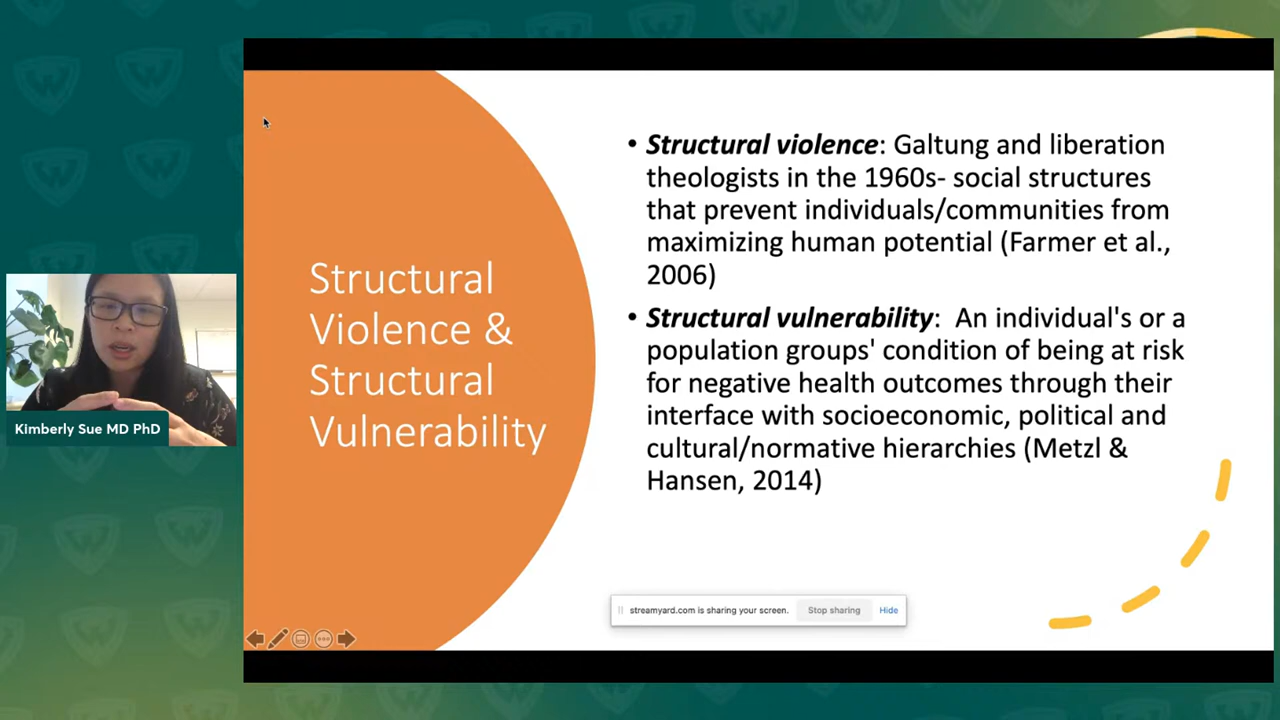 Structural
Violence &
Structural
Vulnerability
• Structural violence: Galtung and liberation
theologists in the 1960s- social structures
that prevent individuals/communities from
maximizing human potential (Farmer et al.,
2006)
• Structural vulnerability:  An individual's or a
population groups' condition of being at risk
for negative health outcomes through their
interface with socioeconomic, political and
cultural/normative hierarchies (Metzl &
Hansen, 2014)
Kimberly Sue MD PhD
streamyard.com is sharing your screen. Stop sharing Hide